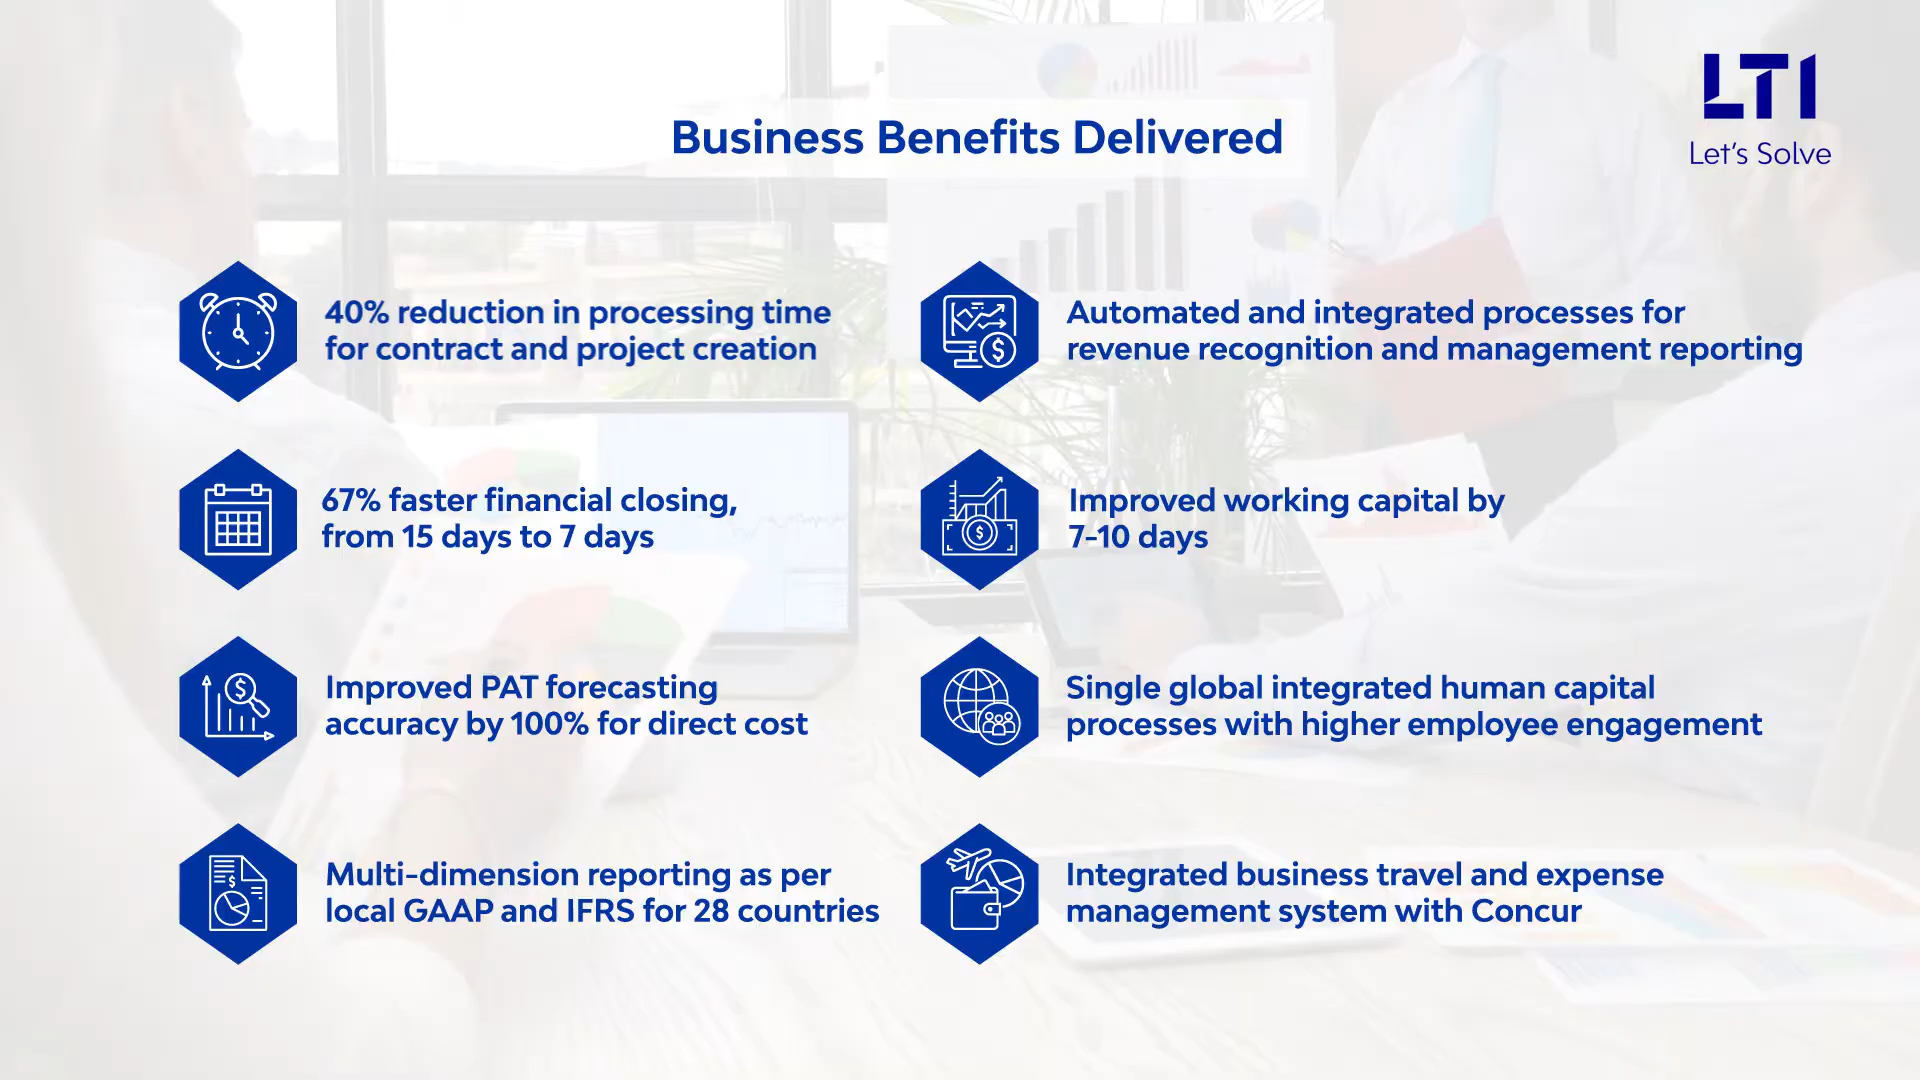 Business Benefits Delivered
LTI
Let's Solve
40% reduction in processing time
for contract and project creation
Automated and integrated processes for
revenue recognition and management reporting
67% faster financial closing,
from 15 days to 7 days
Improved working capital by
7-10 days
Improved PAT forecasting
accuracy by 100% for direct cost
Single global integrated human capital
processes with higher employee engagement
Multi-dimension reporting as per
local GAAP and IFRS for 28 countries
Integrated business travel and expense
management system with Concur